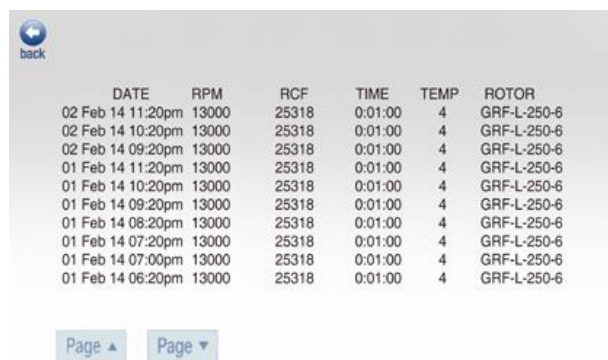 back
DATE RPM RCF TIME TEMP ROTOR
02 Feb 14 11:20pm 13000 25318 0:01:00 4 GRF-L-250-6
02 Feb 14 10:20pm 13000 25318 0:01:00 4 GRF-L-250-6
02 Feb 14 09:20pm 13000 25318 0:01:00 4 GRF-L-250-6
01 Feb 14 11:20pm 13000 25318 0:01:00 4 GRF-L-250-6
01 Feb 14 10:20pm 13000 25318 0:01:00 4 GRF-L-250-6
01 Feb 14 09:20pm 13000 25318 0:01:00 4 GRF-L-250-6
01 Feb 14 08:20pm 13000 25318 0:01:00 4 GRF-L-250-6
01 Feb 14 07:20pm 13000 25318 0:01:00 4 GRF-L-250-6
01 Feb 14 07:00pm 13000 25318 0:01:00 4 GRF-L-250-6
01 Feb 14 06:20pm 13000 25318 0:01:00 4 GRF-L-250-6
Page ▲ Page ▼